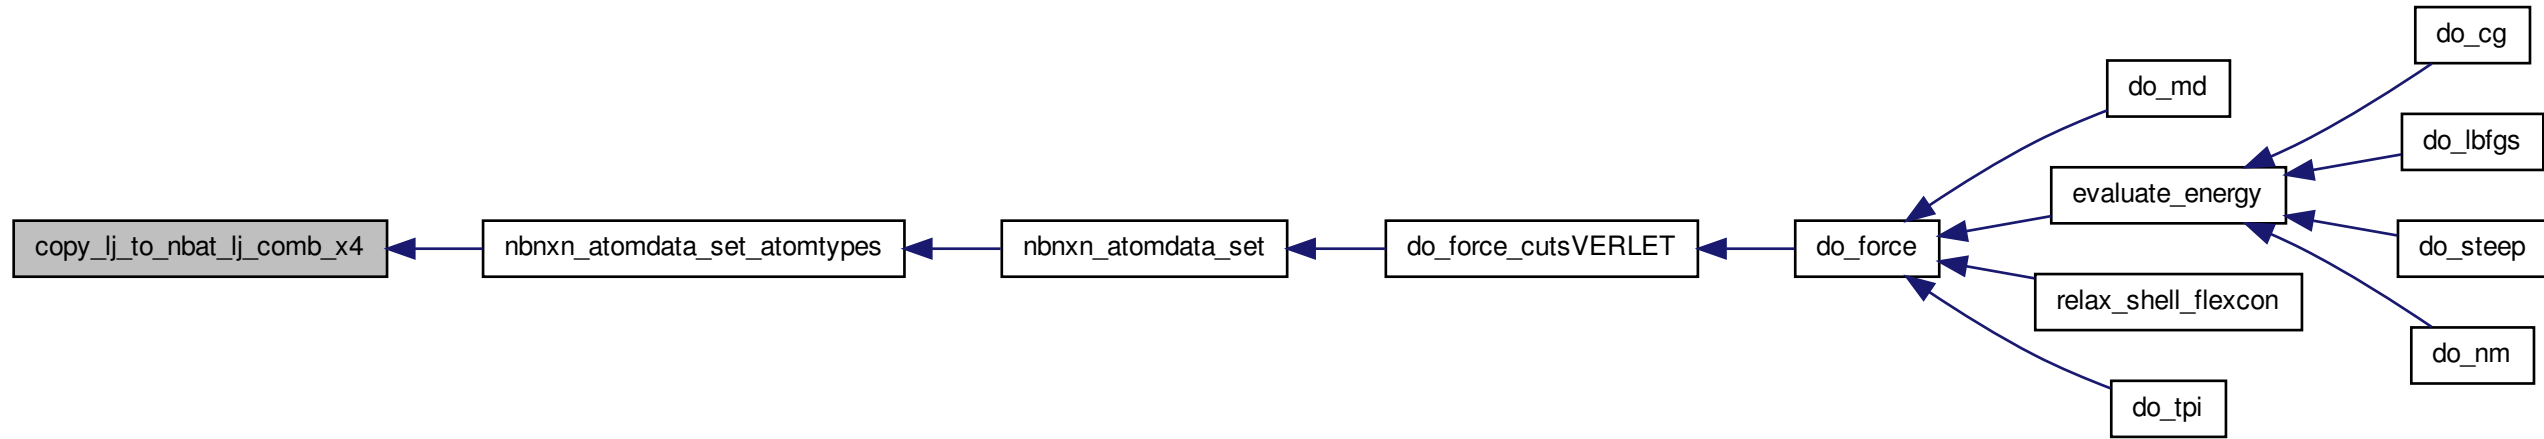 copy_lj_to_nbat_lj_comb_x4
nbnxn_atomdata_set_atomtypes
nbnxn_atomdata_set
do_force_cutsVERLET
do_force
do_md
evaluate_energy
relax_shell_flexcon
do_tpi
do_cg
do_lbfgs
do_steep
do_nm